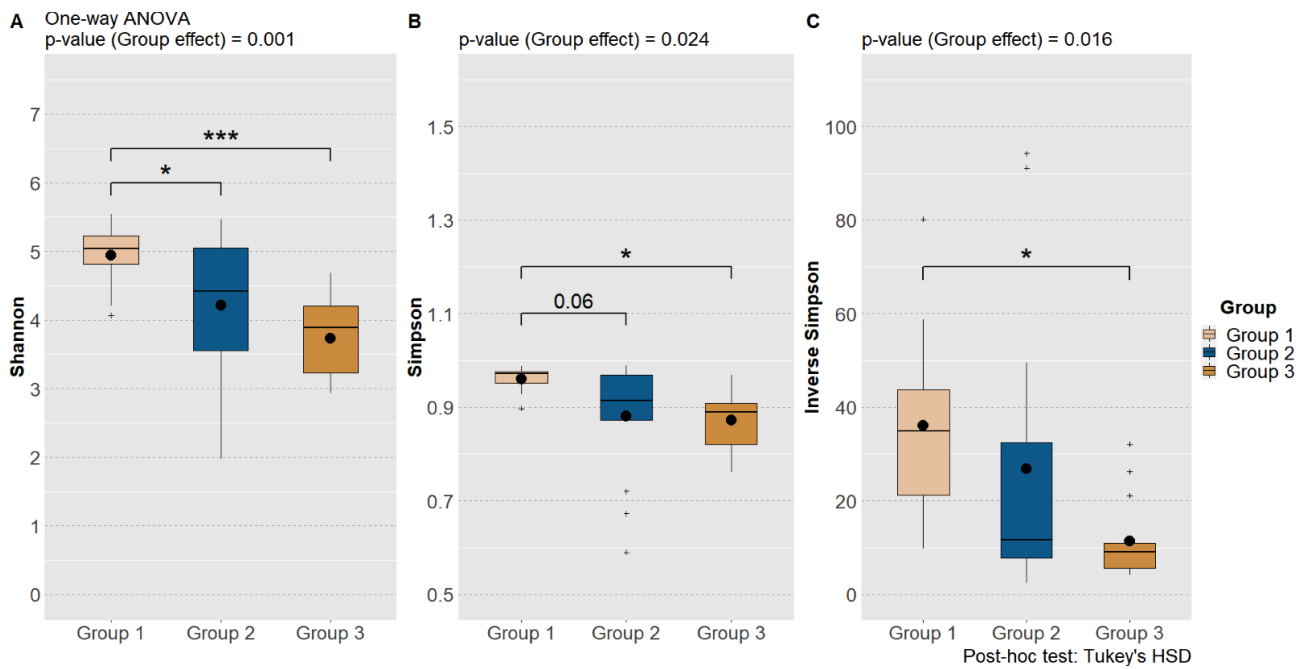 A
One-way ANOVA
p-value (Group effect) = 0.001
Shannon
7
6
5
4
3
2
1
0
***
*
Group 1
Group 2
Group 3
B
p-value (Group effect) = 0.024
Simpson
1.5
1.3
1.1
0.9
0.7
0.5
*
0.06
Group 1
Group 2
Group 3
C
p-value (Group effect) = 0.016
Inverse Simpson
100
80
60
40
20
0
*
Group 1
Group 2
Group 3
Post-hoc test: Tukey's HSD
Group
Group 1
Group 2
Group 3